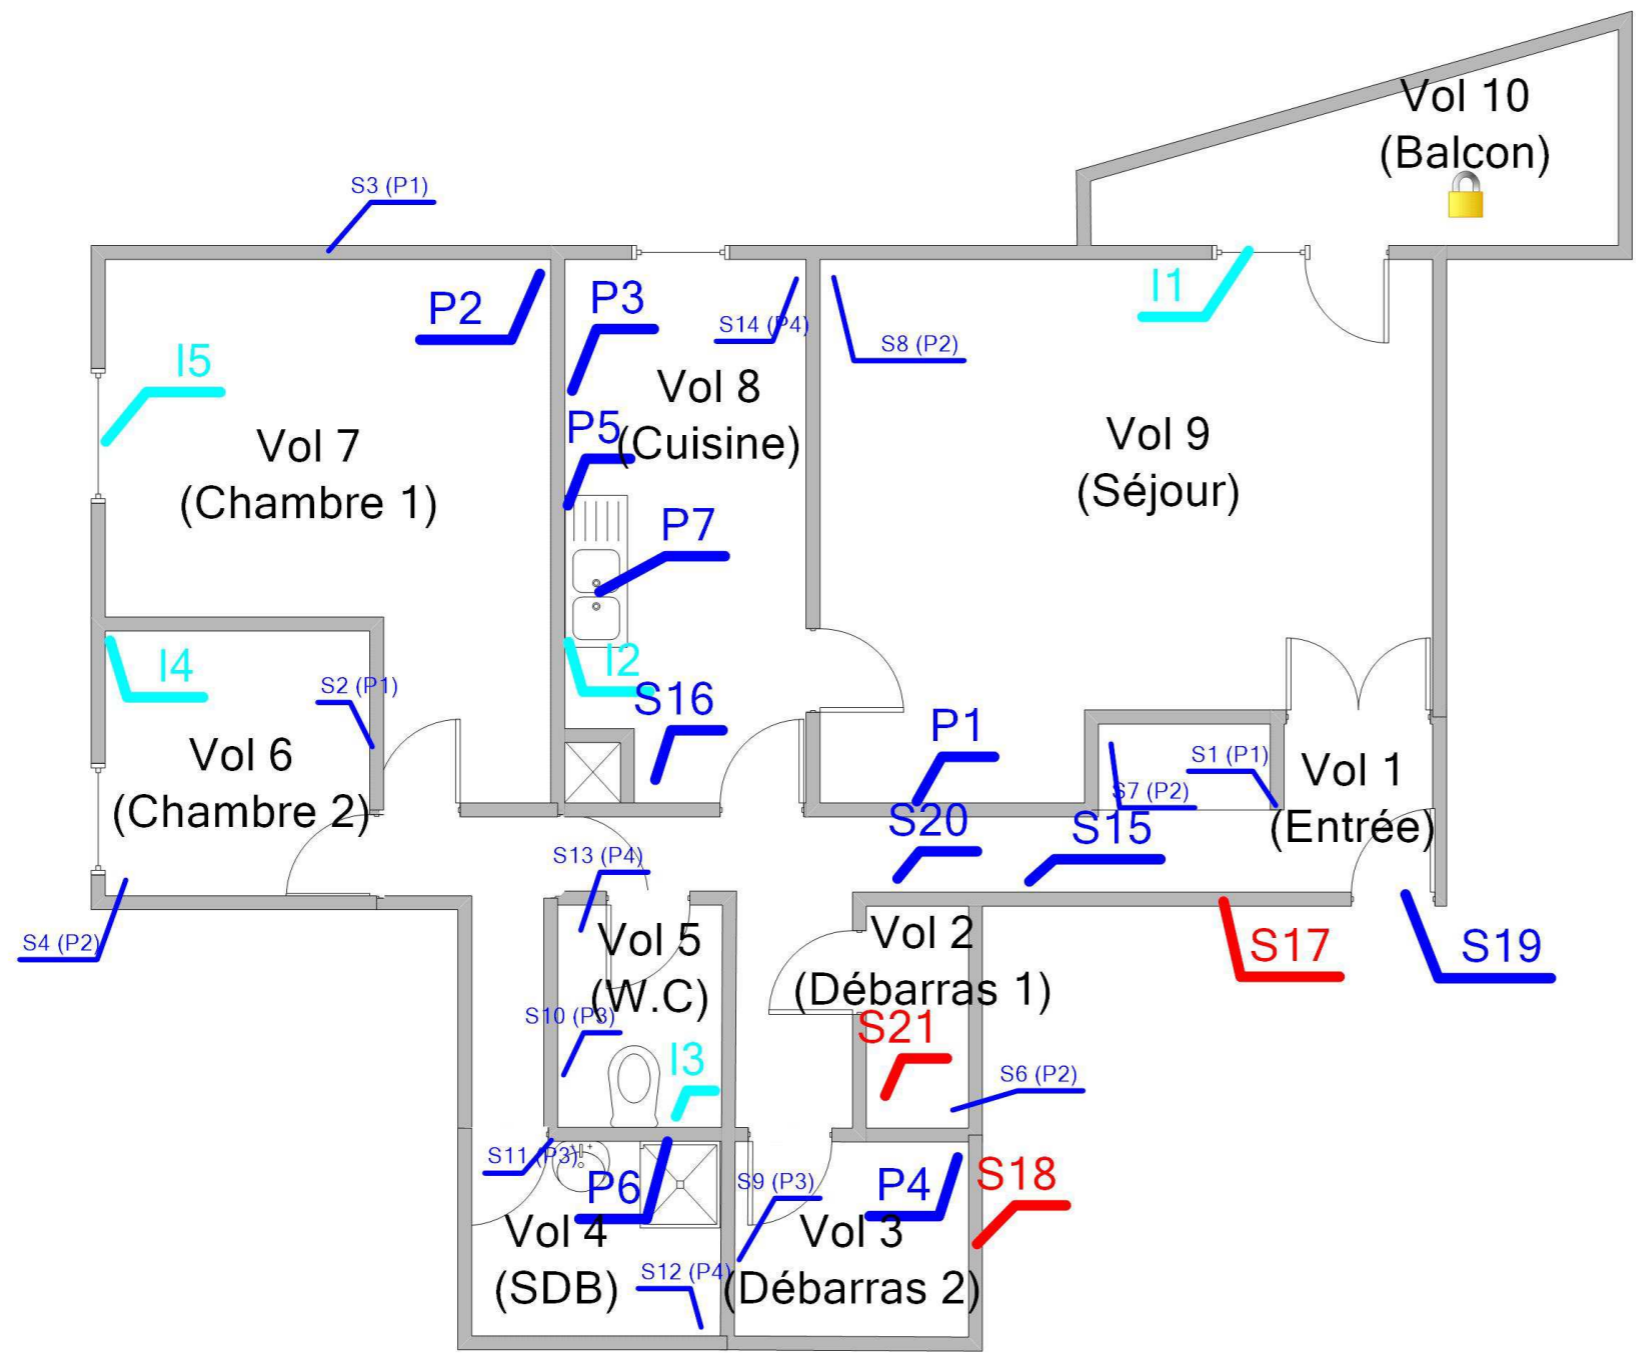 Vol 10
(Balcon)
S3 (P1)
P2
P3
S14 (P4)
S8 (P2)
I1
I5
Vol 8
(Cuisine)
P5
Vol 7
(Chambre 1)
Vol 9
(Séjour)
P7
I4
S2 (P1)
I2
S16
P1
Vol 6
(Chambre 2)
S1 (P1)
S7 (P2)
Vol 1
(Entrée)
S20
S15
S13 (P4)
S4 (P2)
Vol 5
(W.C)
Vol 2
(Débarras 1)
S17
S19
S10 (P3)
S21
I3
S6 (P2)
S11 (P3)
P6
S9 (P3)
P4
S18
Vol 4
(SDB)
Vol 3
(Débarras 2)
S12 (P4)